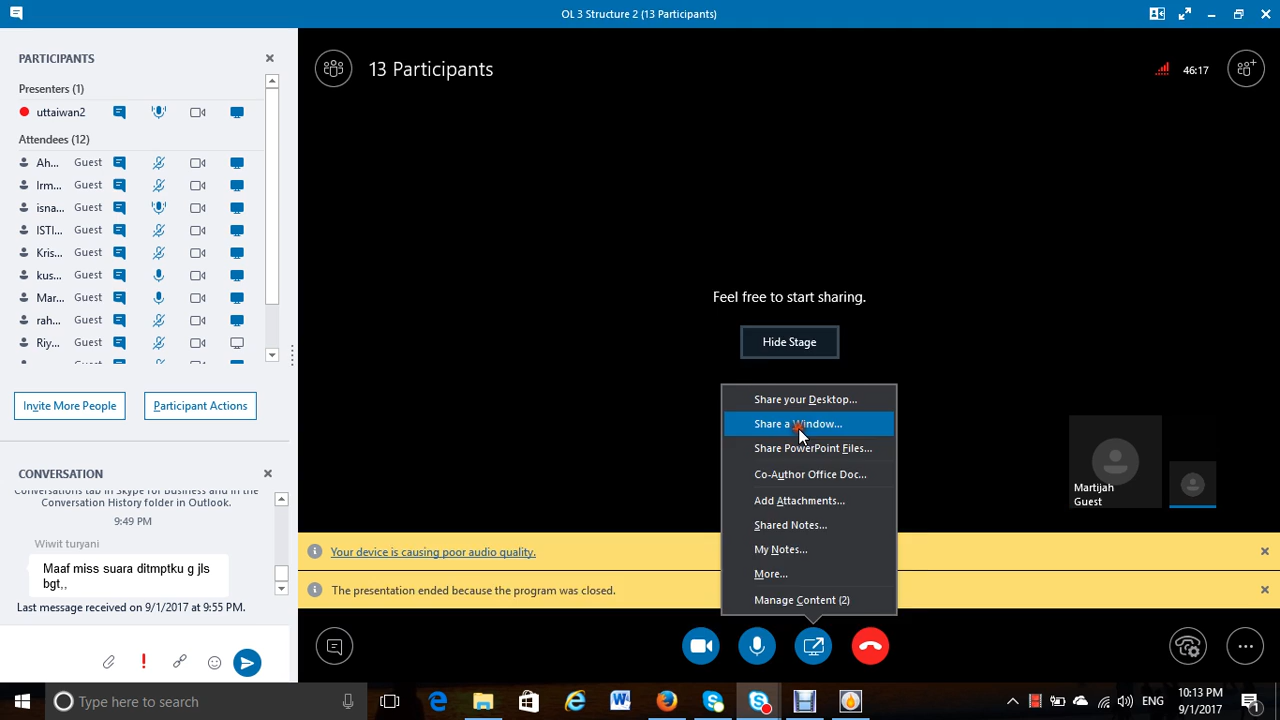 OL 3 Structure 2 (13 Participants)
PARTICIPANTS
Presenters (1)
uttaiwan2
Attendees (12)
Ah... Guest
Irm... Guest
isna... Guest
ISTI... Guest
Kris... Guest
kus... Guest
Mar... Guest
rah... Guest
Riy... Guest
Invite More People
Participant Actions
CONVERSATION
Conversations tab in Skype for Business and in the
Conversation History folder in Outlook.
9:49 PM
Wiwit turyani
Maaf miss suara ditmptku g jls
bgt,,
Last message received on 9/1/2017 at 9:55 PM.
13 Participants
46:17
Feel free to start sharing.
Hide Stage
Share your Desktop...
Share a Window...
Share PowerPoint Files...
Co-Author Office Doc...
Add Attachments...
Shared Notes...
My Notes...
More...
Manage Content (2)
Martijah
Guest
Your device is causing poor audio quality.
The presentation ended because the program was closed.
Type here to search
10:13 PM
9/1/2017
1